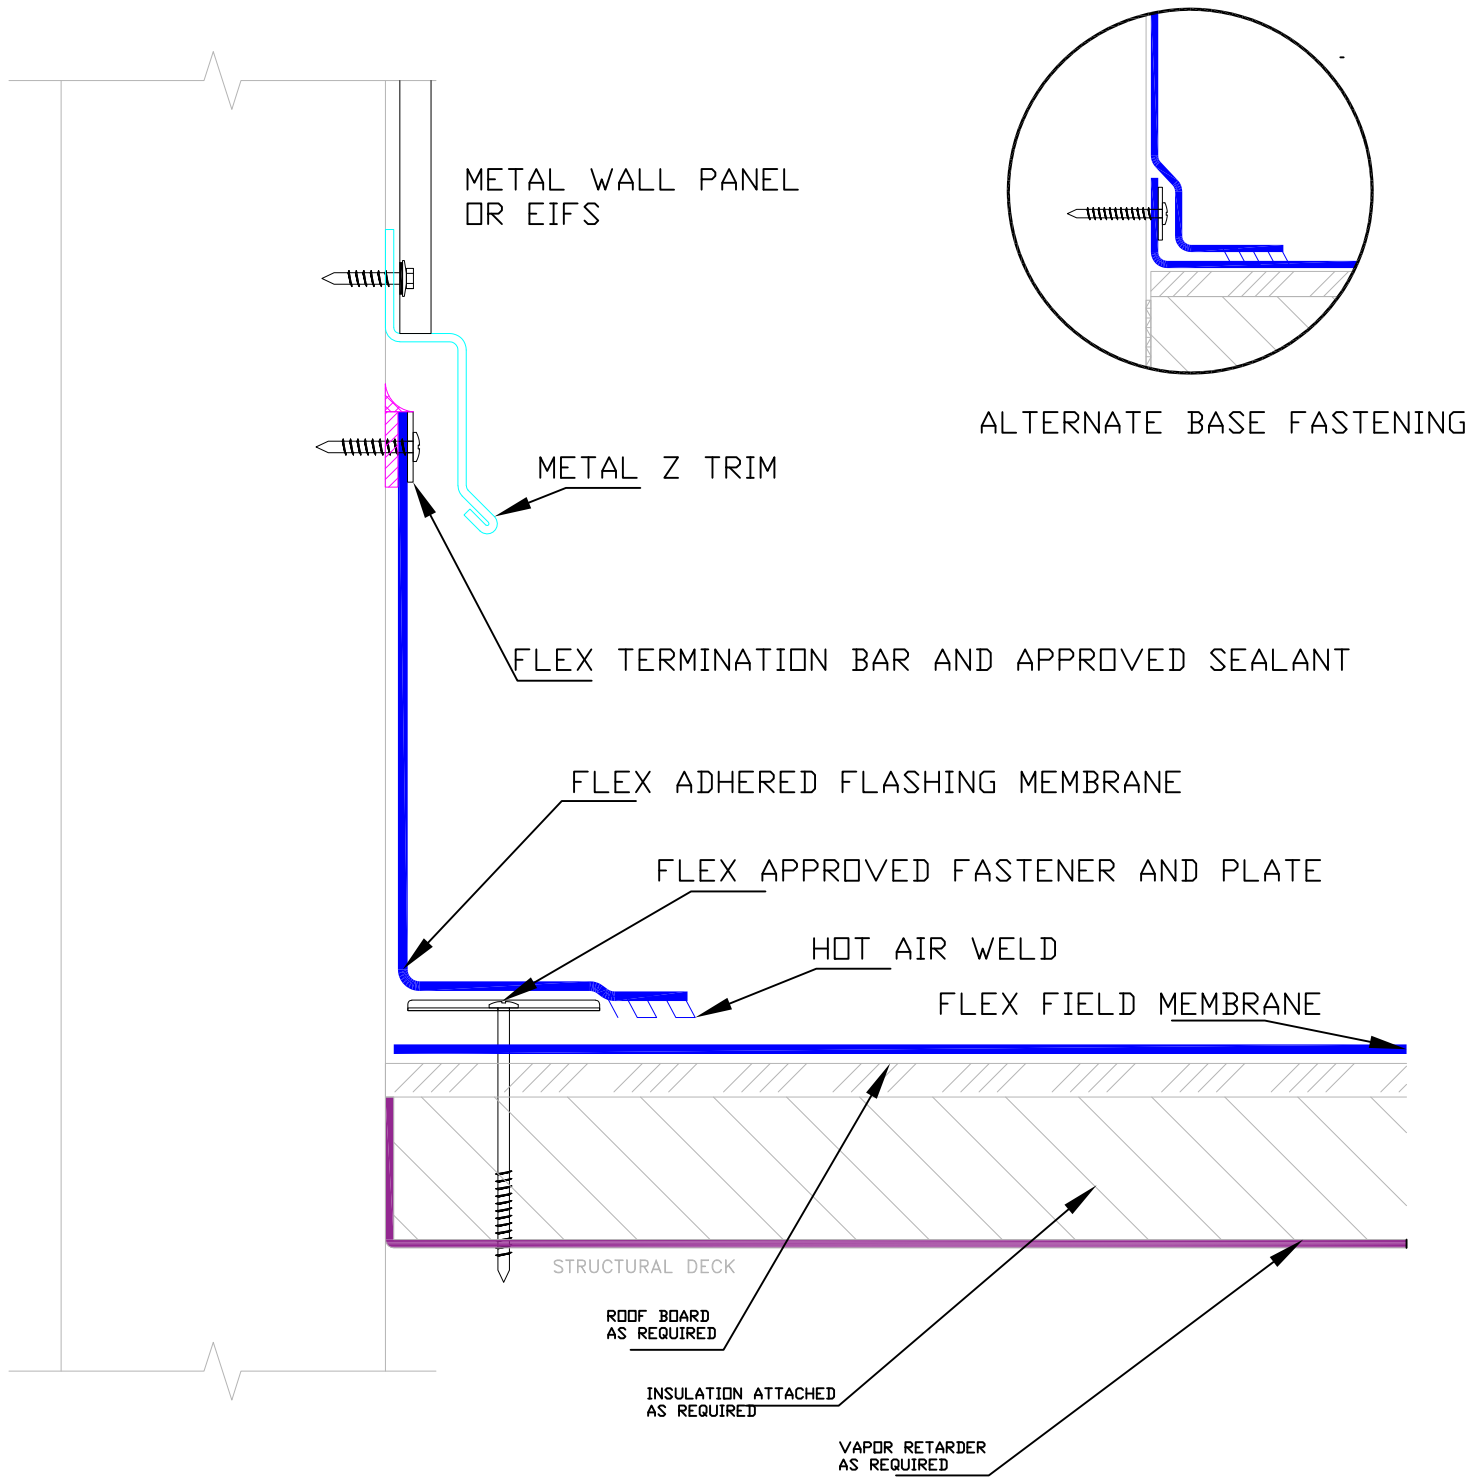 METAL WALL PANEL
OR EIFS
ALTERNATE BASE FASTENING
METAL Z TRIM
FLEX TERMINATION BAR AND APPROVED SEALANT
FLEX ADHERED FLASHING MEMBRANE
FLEX APPROVED FASTENER AND PLATE
HOT AIR WELD
FLEX FIELD MEMBRANE
STRUCTURAL DECK
ROOF BOARD
AS REQUIRED
INSULATION ATTACHED
AS REQUIRED
VAPOR RETARDER
AS REQUIRED